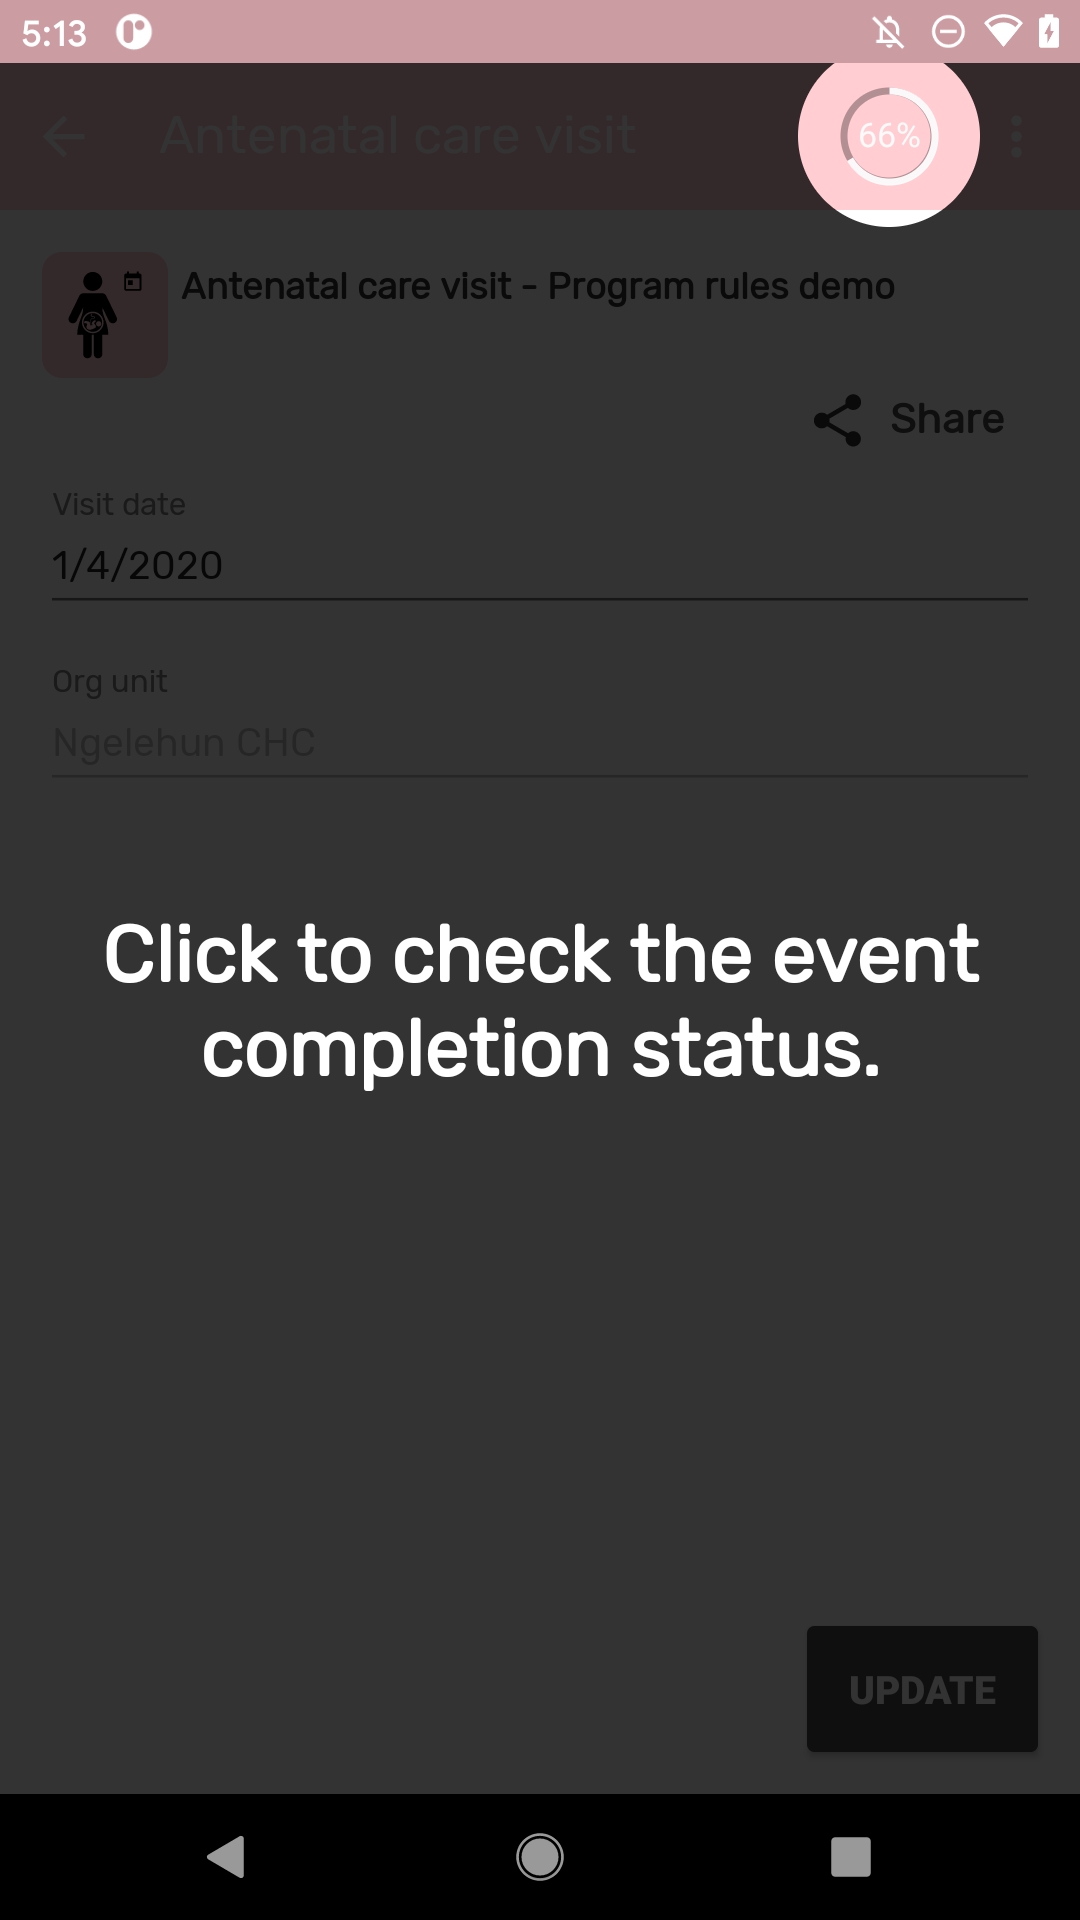 5:13
Antenatal care visit
66%
Antenatal care visit - Program rules demo
Share
Visit date
1/4/2020
Org unit
Ngelehun CHC
Click to check the event
completion status.
UPDATE